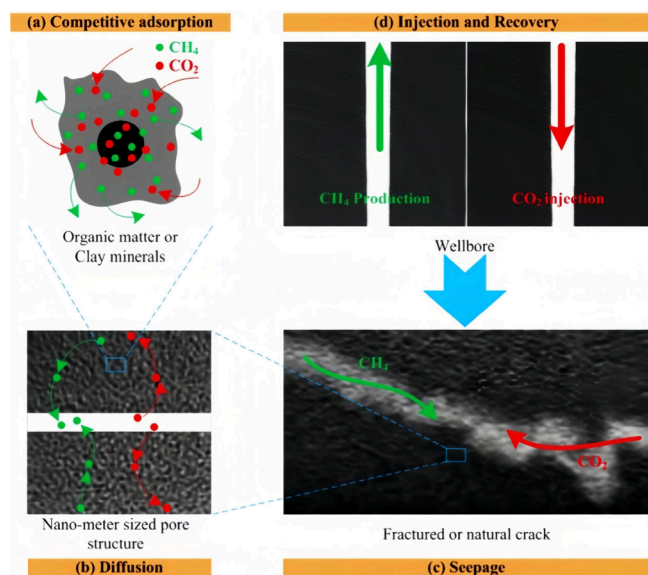 (a) Competitive adsorption
CH₄
CO₂
Organic matter or
Clay minerals
(d) Injection and Recovery
CH₄ Production
CO₂ injection
Wellbore
Nano-meter sized pore
structure
(b) Diffusion
CH₄
CO₂
Fractured or natural crack
(c) Seepage